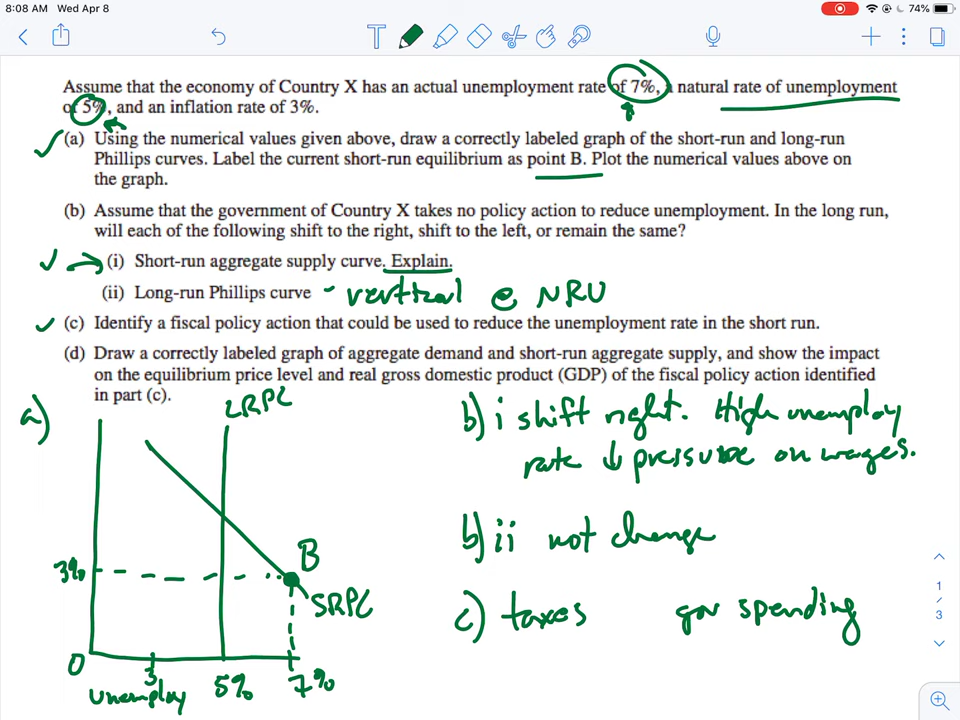 8:08 AM Wed Apr 8
74%
Assume that the economy of Country X has an actual unemployment rate of 7%, a natural rate of unemployment
of 5%, and an inflation rate of 3%.
(a) Using the numerical values given above, draw a correctly labeled graph of the short-run and long-run
Phillips curves. Label the current short-run equilibrium as point B. Plot the numerical values above on
the graph.
(b) Assume that the government of Country X takes no policy action to reduce unemployment. In the long run,
will each of the following shift to the right, shift to the left, or remain the same?
(i) Short-run aggregate supply curve. Explain.
(ii) Long-run Phillips curve - vertical @ NRU
(c) Identify a fiscal policy action that could be used to reduce the unemployment rate in the short run.
(d) Draw a correctly labeled graph of aggregate demand and short-run aggregate supply, and show the impact
on the equilibrium price level and real gross domestic product (GDP) of the fiscal policy action identified
in part (c).
a)
LRPC
3%
B
SRPC
0
3
5%
7%
Unemploy
b) i shift right. High unemploy
rate ↓ pressure on wages.
b) ii not change
c) taxes gov spending
1
/
3